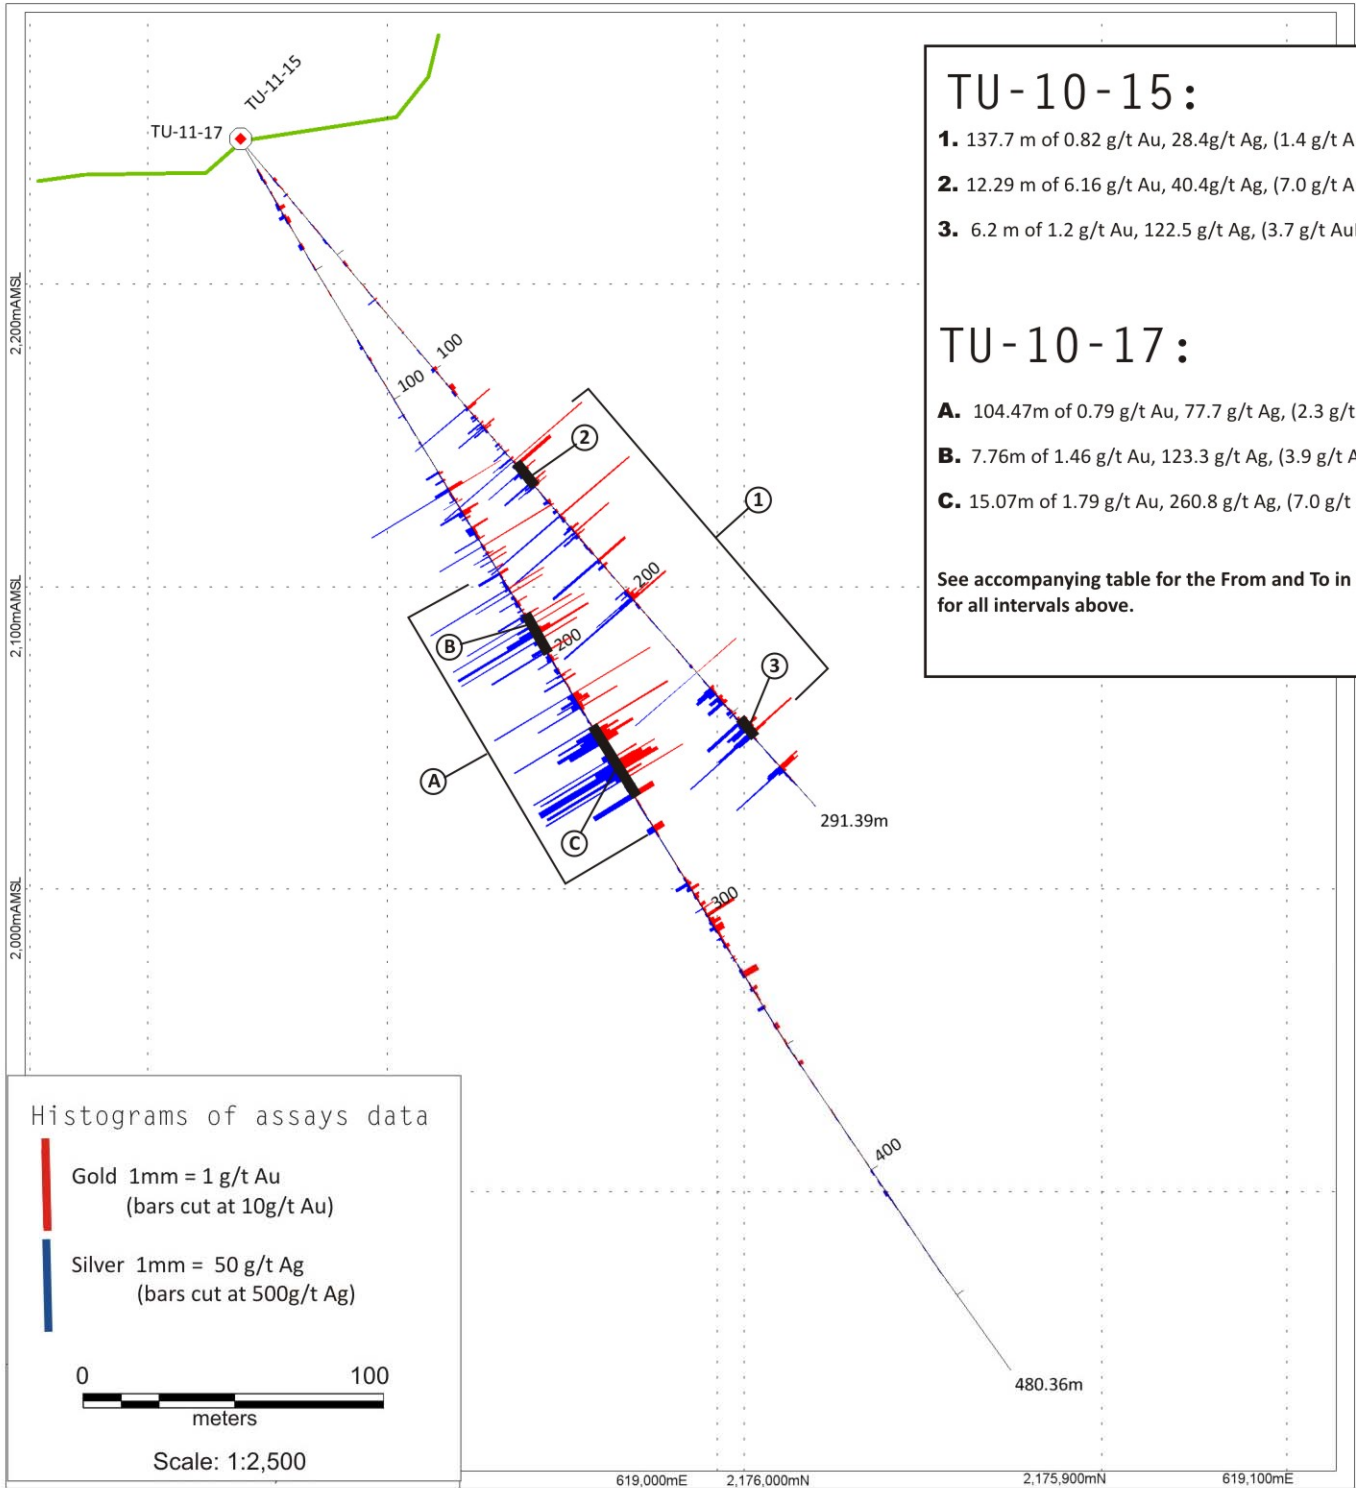 TU-11-15
TU-11-17
TU-10-15:
1. 137.7 m of 0.82 g/t Au, 28.4g/t Ag, (1.4 g/t A
2. 12.29 m of 6.16 g/t Au, 40.4g/t Ag, (7.0 g/t A
3. 6.2 m of 1.2 g/t Au, 122.5 g/t Ag, (3.7 g/t Au
TU-10-17:
A. 104.47m of 0.79 g/t Au, 77.7 g/t Ag, (2.3 g/t
B. 7.76m of 1.46 g/t Au, 123.3 g/t Ag, (3.9 g/t A
C. 15.07m of 1.79 g/t Au, 260.8 g/t Ag, (7.0 g/t
See accompanying table for the From and To in
for all intervals above.
2,200mAMSL
100
100
2
1
200
2,100mAMSL
B
200
3
A
C
291.39m
300
2,000mAMSL
400
480.36m
Histograms of assays data
Gold 1mm = 1 g/t Au
(bars cut at 10g/t Au)
Silver 1mm = 50 g/t Ag
(bars cut at 500g/t Ag)
0 100
meters
Scale: 1:2,500
619,000mE 2,176,000mN 2,175,900mN 619,100mE